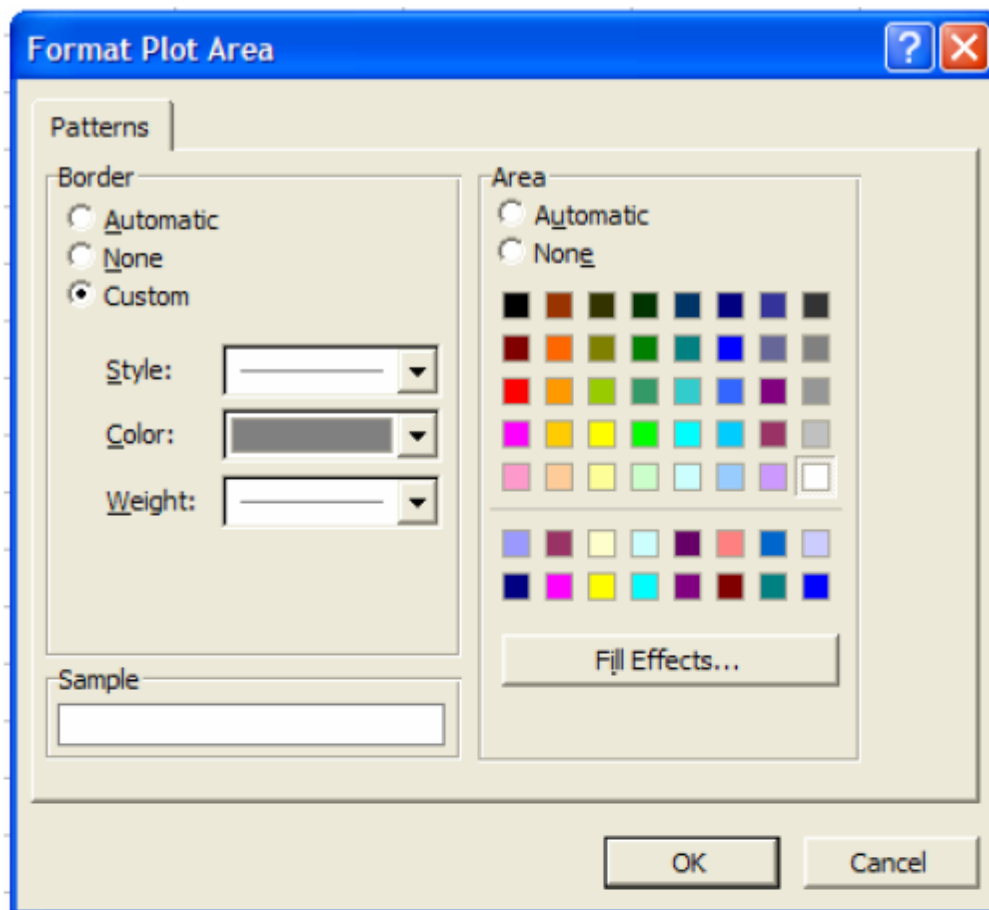 Format Plot Area
?
Patterns
Border
Automatic
None
Custom
Style:
Color:
Weight:
Sample
Area
Automatic
None
Fill Effects...
OK
Cancel